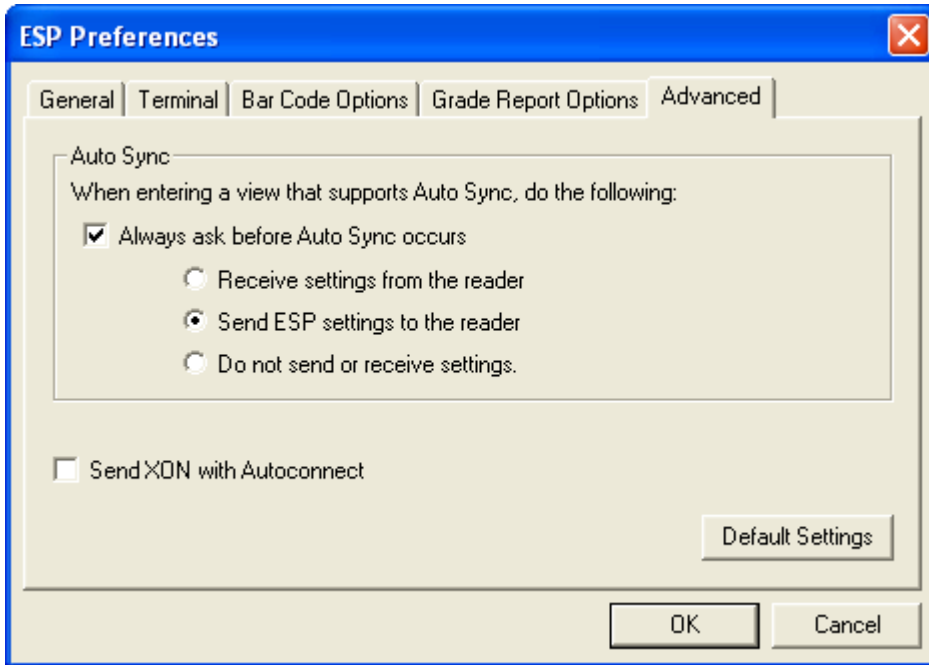 ESP Preferences
General Terminal Bar Code Options Grade Report Options Advanced
Auto Sync
When entering a view that supports Auto Sync, do the following:
Always ask before Auto Sync occurs
Receive settings from the reader
Send ESP settings to the reader
Do not send or receive settings.
Send XON with Autoconnect
Default Settings
OK Cancel